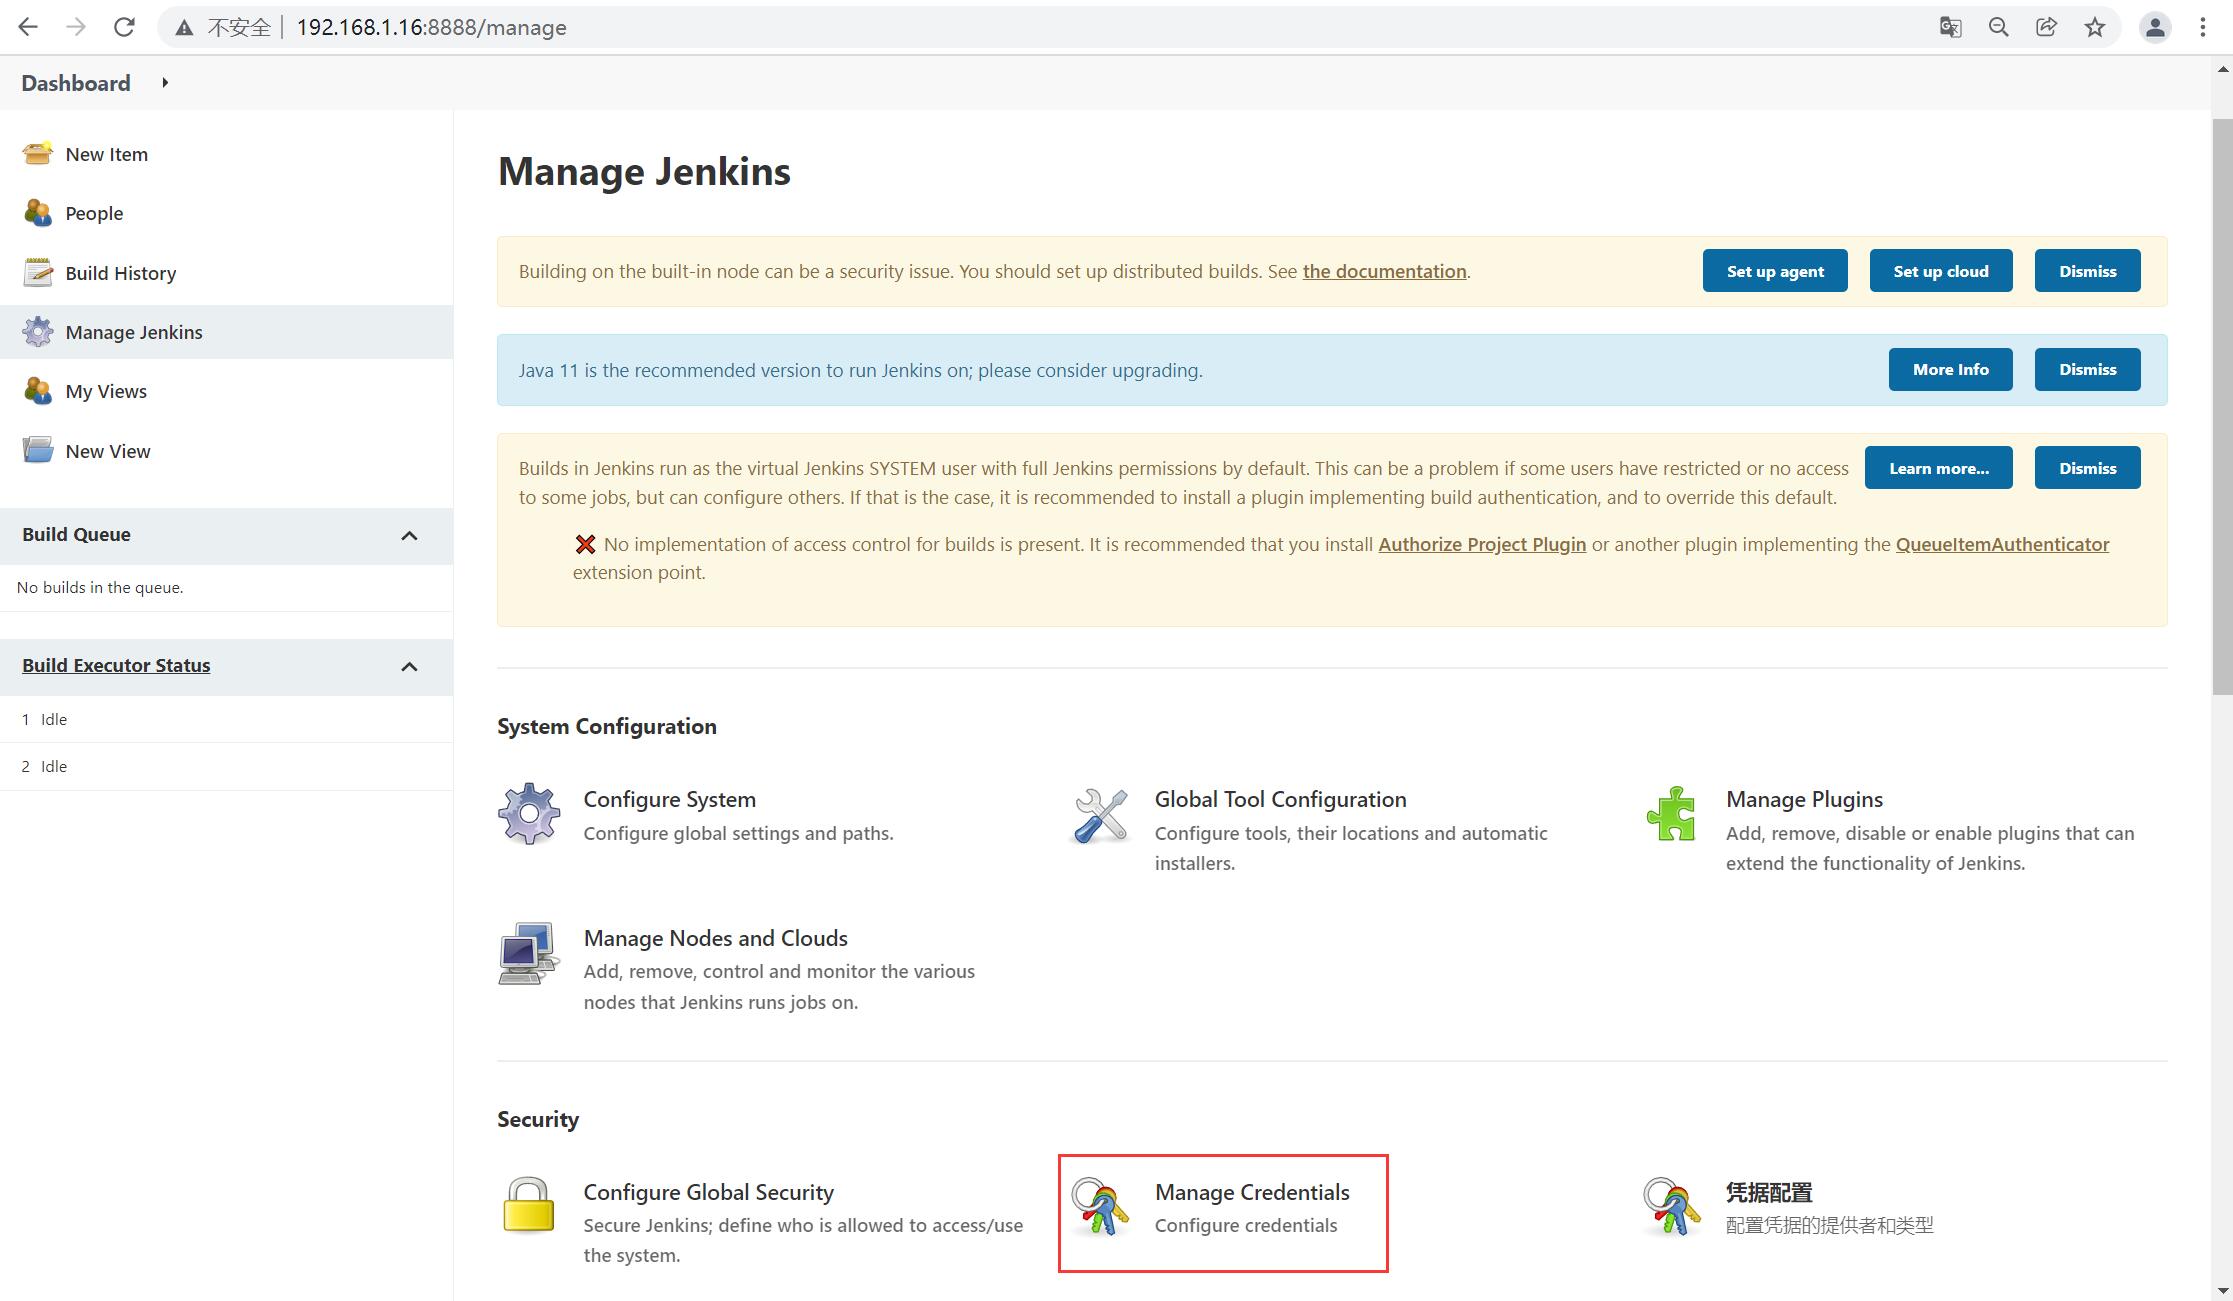 不安全 | 192.168.1.16:8888/manage
Dashboard
New Item
People
Build History
Manage Jenkins
My Views
New View
Build Queue
No builds in the queue.
Build Executor Status
1 Idle
2 Idle
Manage Jenkins
Building on the built-in node can be a security issue. You should set up distributed builds. See the documentation.
Set up agent
Set up cloud
Dismiss
Java 11 is the recommended version to run Jenkins on; please consider upgrading.
More Info
Dismiss
Builds in Jenkins run as the virtual Jenkins SYSTEM user with full Jenkins permissions by default. This can be a problem if some users have restricted or no access
to some jobs, but can configure others. If that is the case, it is recommended to install a plugin implementing build authentication, and to override this default.
Learn more...
Dismiss
No implementation of access control for builds is present. It is recommended that you install Authorize Project Plugin or another plugin implementing the QueueItemAuthenticator
extension point.
System Configuration
Configure System
Configure global settings and paths.
Global Tool Configuration
Configure tools, their locations and automatic
installers.
Manage Plugins
Add, remove, disable or enable plugins that can
extend the functionality of Jenkins.
Manage Nodes and Clouds
Add, remove, control and monitor the various
nodes that Jenkins runs jobs on.
Security
Configure Global Security
Secure Jenkins; define who is allowed to access/use
the system.
Manage Credentials
Configure credentials
凭据配置
配置凭据的提供者和类型